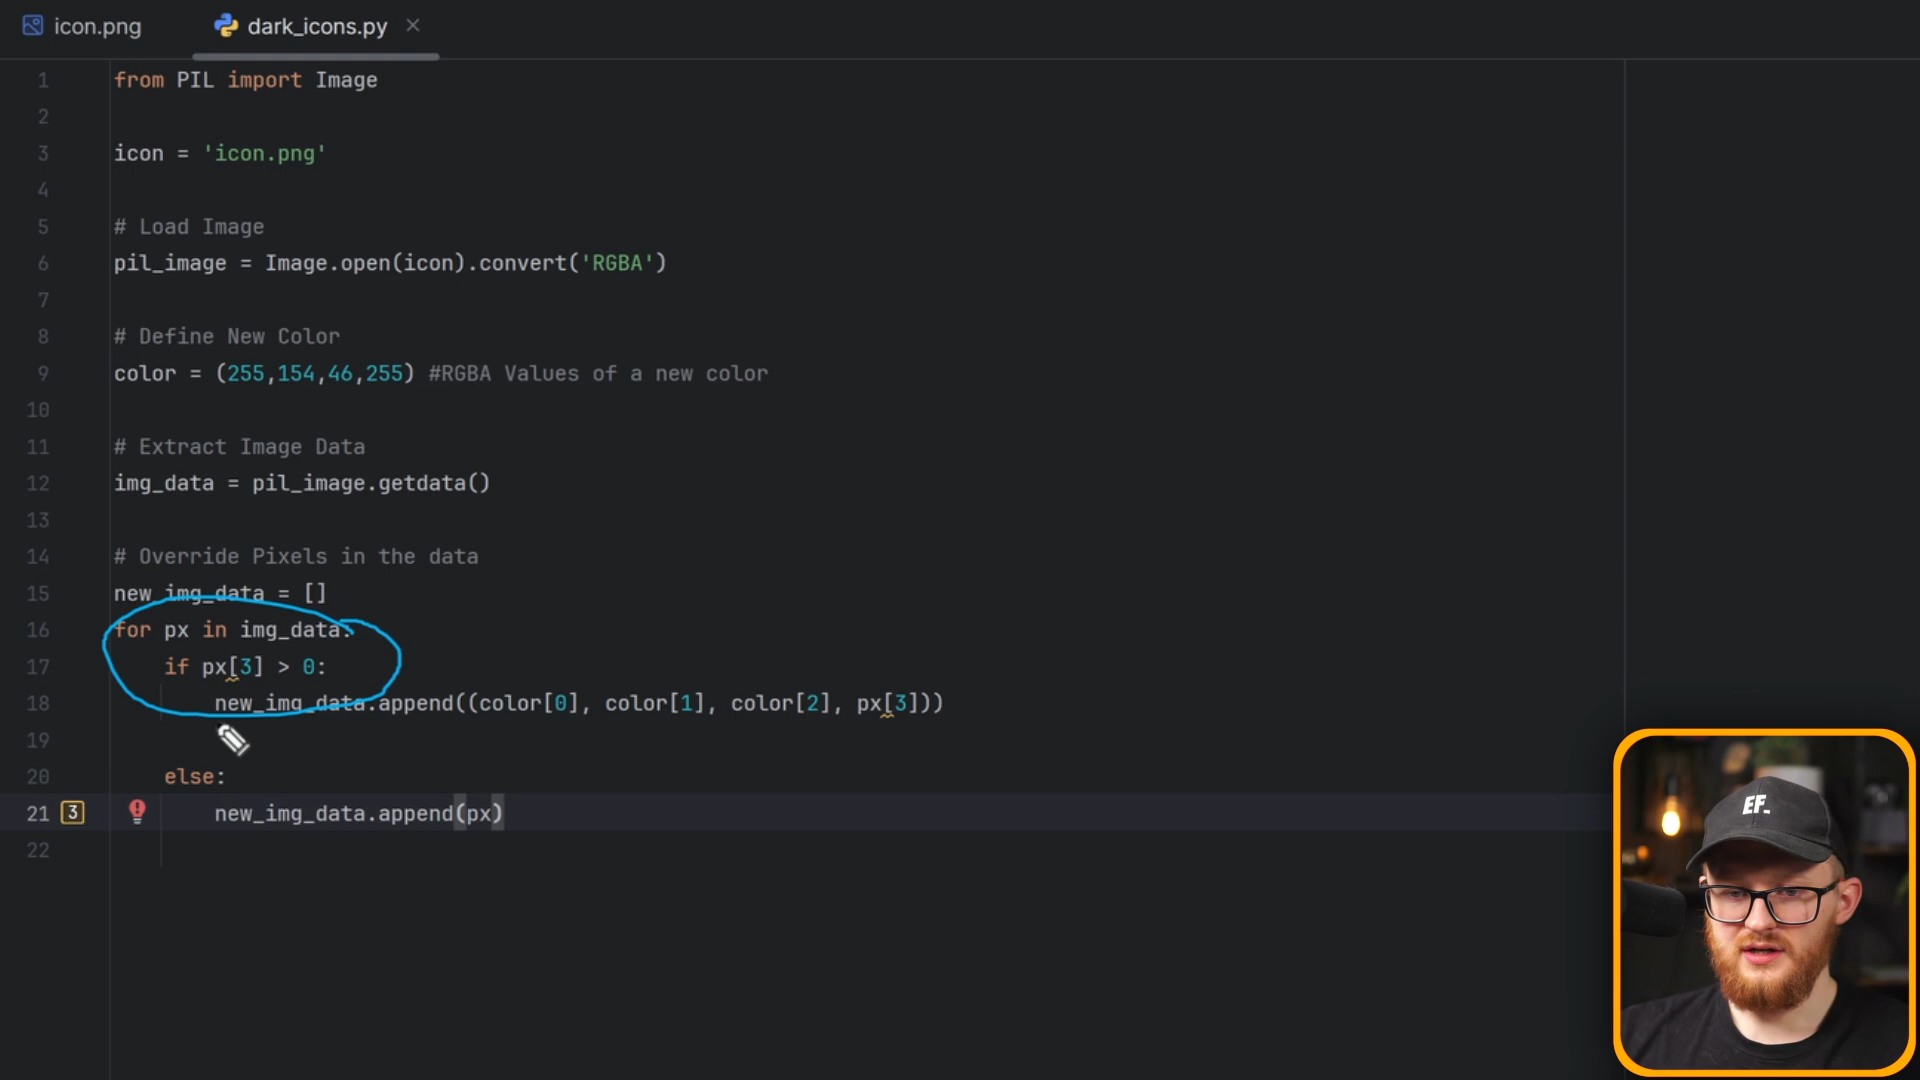 icon.png dark_icons.py
1 from PIL import Image
2
3 icon = 'icon.png'
4
5 # Load Image
6 pil_image = Image.open(icon).convert('RGBA')
7
8 # Define New Color
9 color = (255,154,46,255) #RGBA Values of a new color
10
11 # Extract Image Data
12 img_data = pil_image.getdata()
13
14 # Override Pixels in the data
15 new_img_data = []
16 for px in img_data:
17 if px[3] > 0:
18 new_img_data.append((color[0], color[1], color[2], px[3]))
19
20 else:
21 3 new_img_data.append(px)
22
EF.